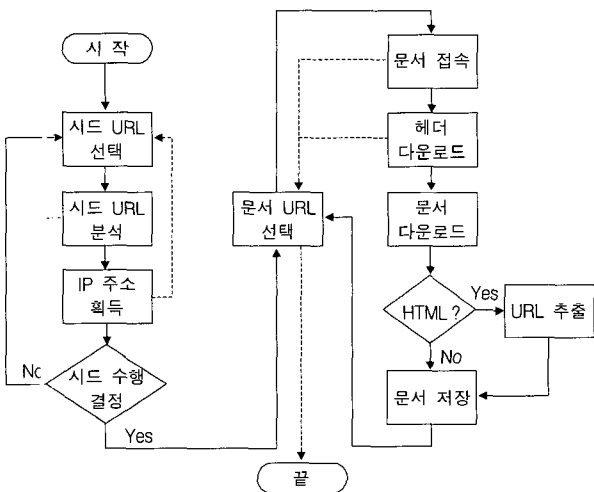 시 작
시드 URL
선택
시드 URL
분석
IP 주소
획득
No
시드 수행
결정
Yes
문서 URL
선택
문서 접속
헤더
다운로드
문서
다운로드
HTML ?
Yes
URL 추출
No
문서 저장
끝